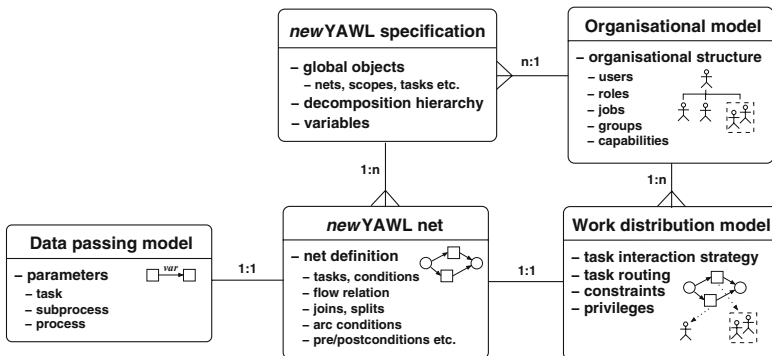 newYAWL specification
– global objects
– nets, scopes, tasks etc.
– decomposition hierarchy
– variables
n:1
Organisational model
– organisational structure
– users
– roles
– jobs
– groups
– capabilities
1:n
1:n
Data passing model
– parameters
var
– task
– subprocess
– process
1:1
newYAWL net
– net definition
– tasks, conditions
– flow relation
– joins, splits
– arc conditions
– pre/postconditions etc.
1:1
Work distribution model
– task interaction strategy
– task routing
– constraints
– privileges